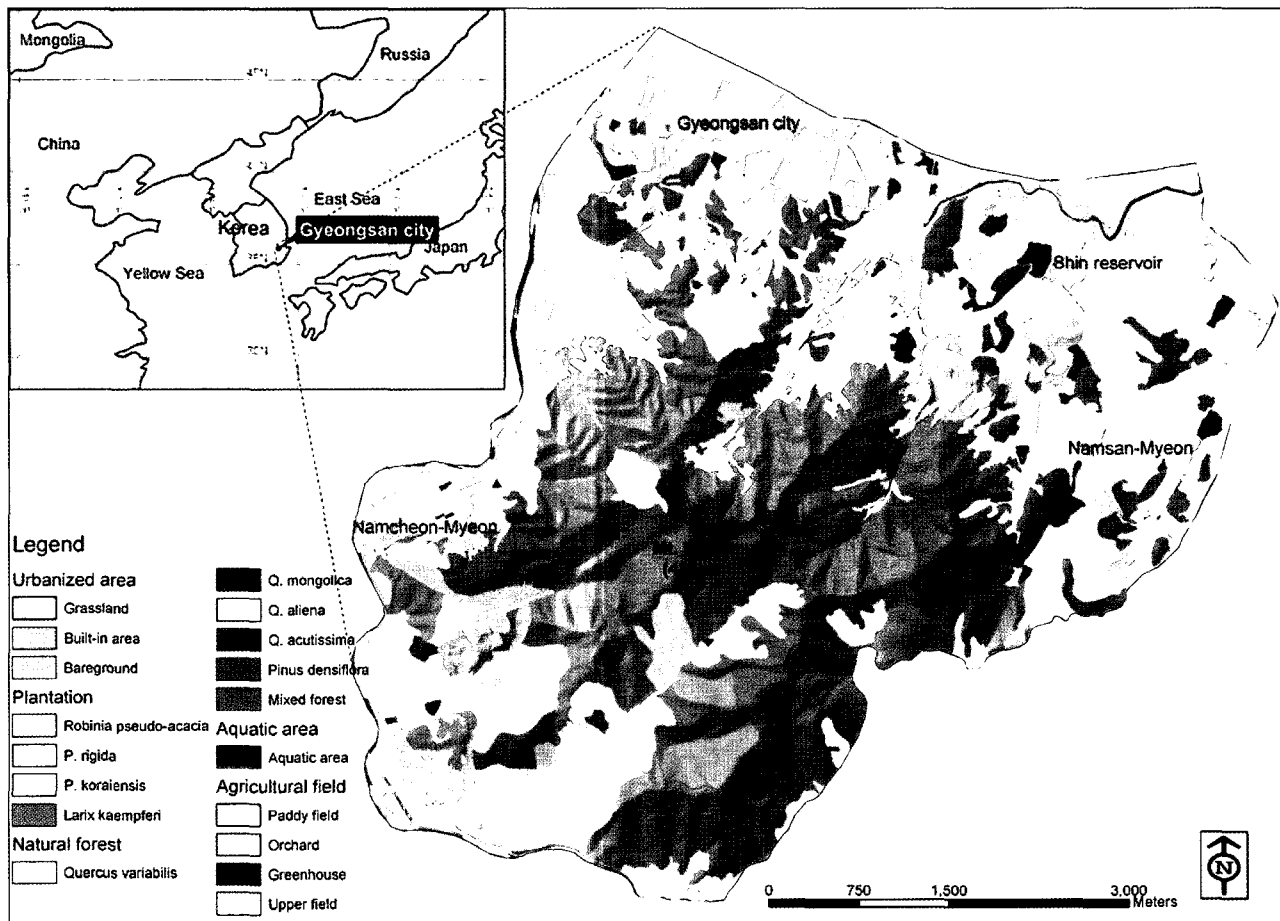 Mongolia
Russia
China
East Sea
Korea
Gyeongsan city
Japan
Yellow Sea
Gyeongsan city
Shin reservoir
Namsan-Myeon
Namcheon-Myeon
Legend
Urbanized area
Grassland
Built-in area
Bareground
Plantation
Robinia pseudo-acacia
P. rigida
P. koraiensis
Larix kaempferi
Natural forest
Quercus variabilis
Q. mongolica
Q. aliena
Q. acutissima
Pinus densiflora
Mixed forest
Aquatic area
Aquatic area
Agricultural field
Paddy field
Orchard
Greenhouse
Upper field
0 750 1,500 3,000
Meters
N